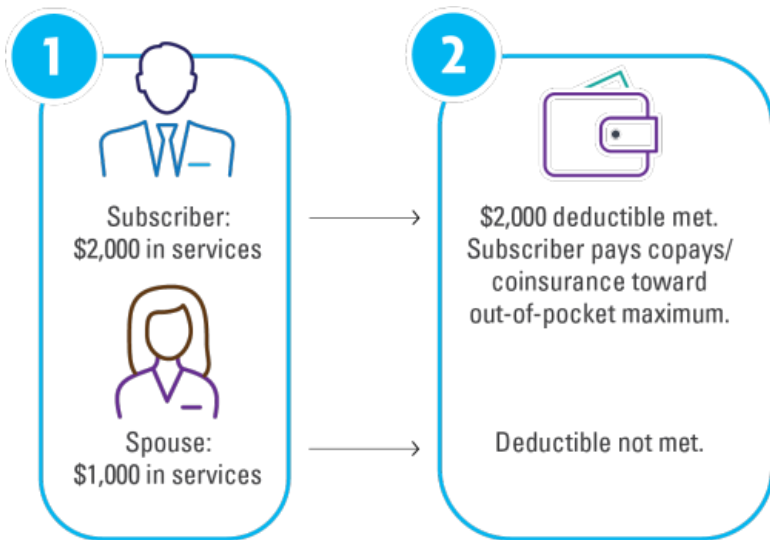 1
Subscriber:
$2,000 in services
Spouse:
$1,000 in services
2
$2,000 deductible met.
Subscriber pays copays/
coinsurance toward
out-of-pocket maximum.
Deductible not met.